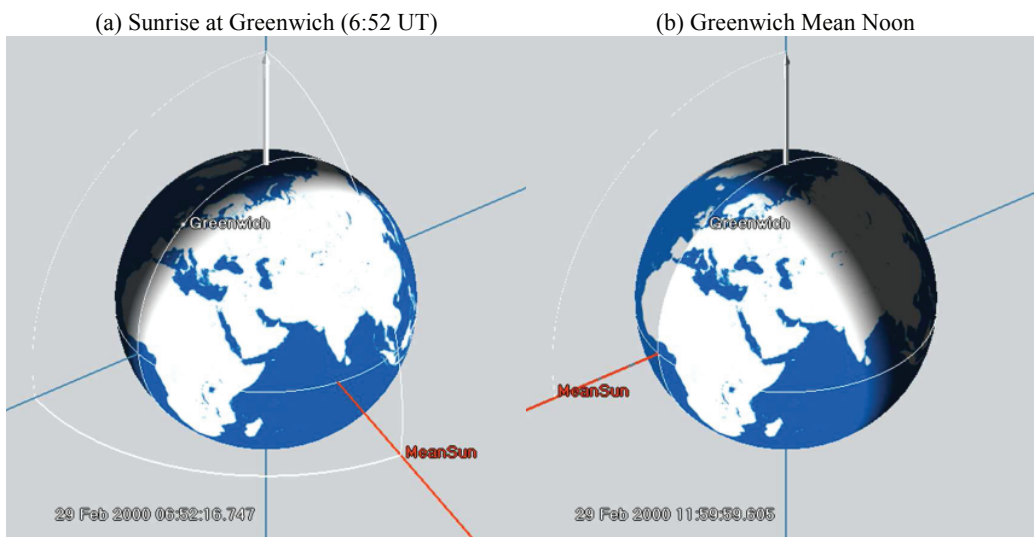 (a) Sunrise at Greenwich (6:52 UT)
(b) Greenwich Mean Noon
Greenwich
MeanSun
29 Feb 2000 06:52:16.747
Greenwich
MeanSun
29 Feb 2000 11:59:59.605